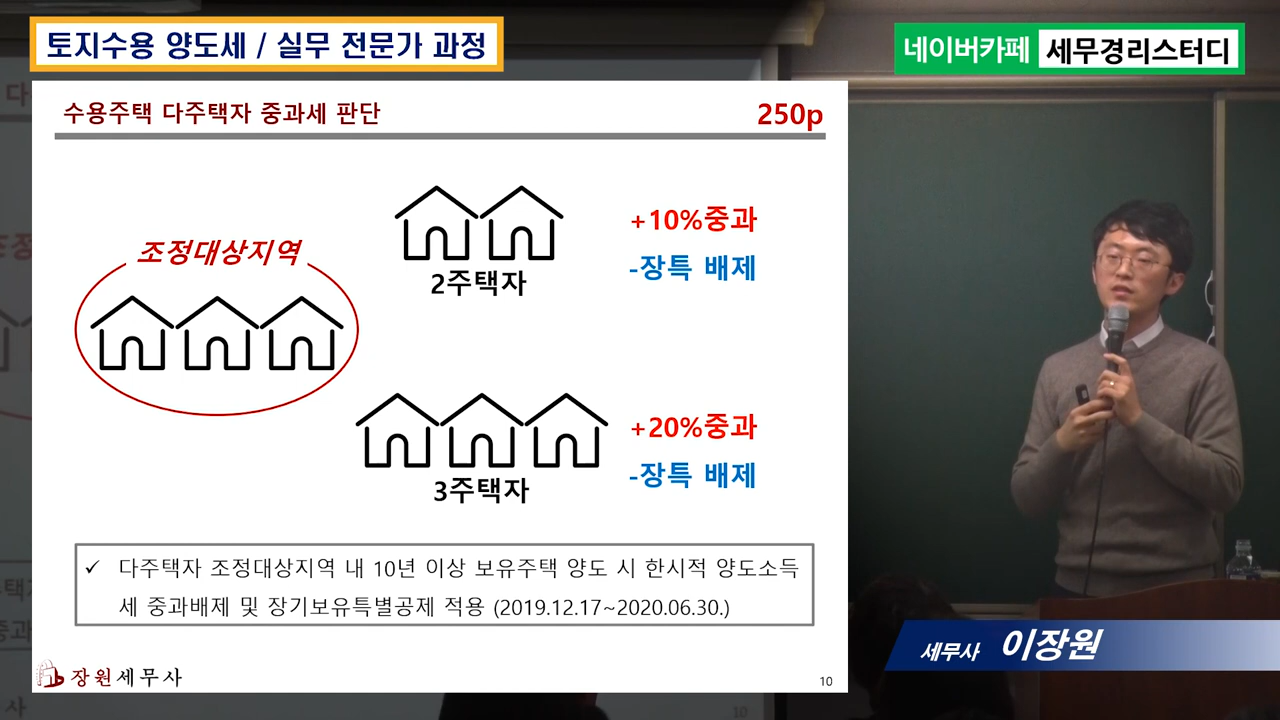 토지수용 양도세 / 실무 전문가 과정
네이버카페 세무경리스터디
수용주택 다주택자 중과세 판단
250p
조정대상지역
2주택자
+10%중과
-장특 배제
3주택자
+20%중과
-장특 배제
✓ 다주택자 조정대상지역 내 10년 이상 보유주택 양도 시 한시적 양도소득
세 중과배제 및 장기보유특별공제 적용 (2019.12.17~2020.06.30.)
장원세무사
10
세무사 이장원